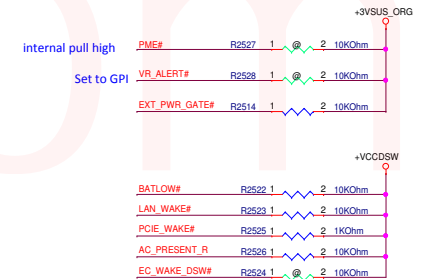 +3VSUS_ORG
internal pull high PME# R2527 1 @ 2 10KOhm
Set to GPI VR_ALERT# R2528 1 @ 2 10KOhm
EXT_PWR_GATE# R2514 1 2 10KOhm
+VCCDSW
BATLOW# R2522 1 2 10KOhm
LAN_WAKE# R2523 1 2 10KOhm
PCIE_WAKE# R2525 1 2 1KOhm
AC_PRESENT_R R2526 1 2 10KOhm
EC_WAKE_DSW# R2524 1 @ 2 10KOhm